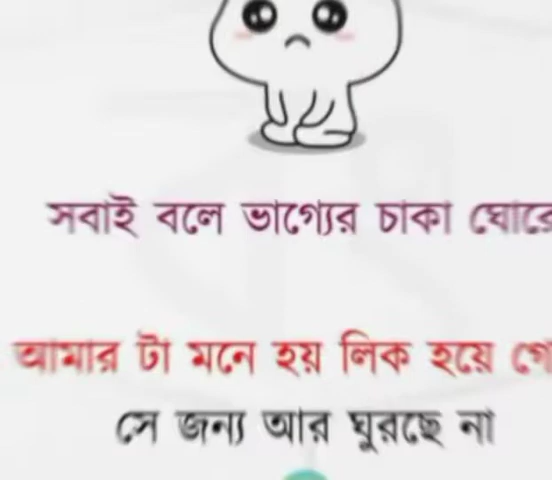 সবাই বলে ভাগ্যের চাকা ঘোরে
আমার টা মনে হয় লিক হয়ে
সে জন্য আর ঘুরছে না